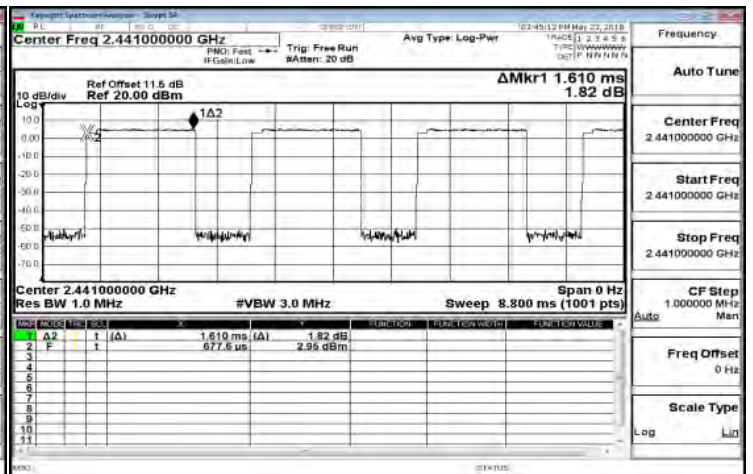 Keysight Spectrum Analyzer - Swept SA
Center Freq 2.441000000 GHz
PNO: Fast
IFGain:Low
Trig: Free Run
#Atten: 20 dB
Avg Type: Log-Pwr
03:45:12 PM May 23, 2018
TRACE 1 2 3 4 5 6
TYPE WWWWWW
DET P N N N N N
Ref Offset 11.5 dB
Ref 20.00 dBm
10 dB/div
Log
ΔMkr1 1.610 ms
1.82 dB
1Δ2
10.0
0.00
-10.0
-20.0
-30.0
-40.0
-50.0
-60.0
-70.0
Center 2.441000000 GHz
Span 0 Hz
Res BW 1.0 MHz
#VBW 3.0 MHz
Sweep 8.800 ms (1001 pts)
MKR MODE TRC SCL X Y FUNCTION FUNCTION WIDTH FUNCTION VALUE
1 Δ2 t (Δ) 1.610 ms (Δ) 1.82 dB
2 F t 677.6 us 2.95 dBm
3
4
5
6
7
8
9
10
11
MSG
STATUS
Frequency
Auto Tune
Center Freq
2.441000000 GHz
Start Freq
2.441000000 GHz
Stop Freq
2.441000000 GHz
CF Step
1.000000 MHz
Auto Man
Freq Offset
0 Hz
Scale Type
Log Lin